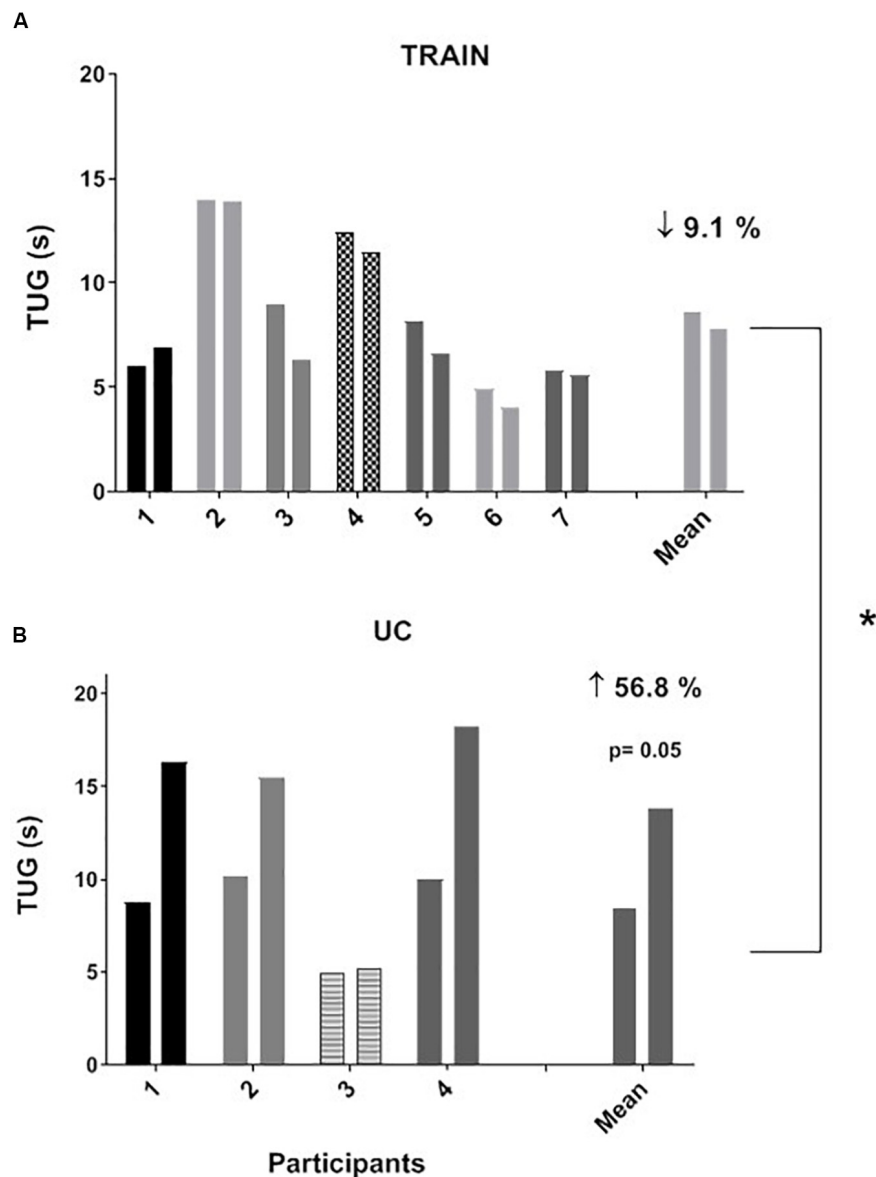 A
TRAIN
TUG (s)
20
15
10
5
0
↓ 9.1 %
1 2 3 4 5 6 7 Mean
*
B
UC
TUG (s)
20
15
10
5
0
↑ 56.8 %
p= 0.05
1 2 3 4 Mean
Participants